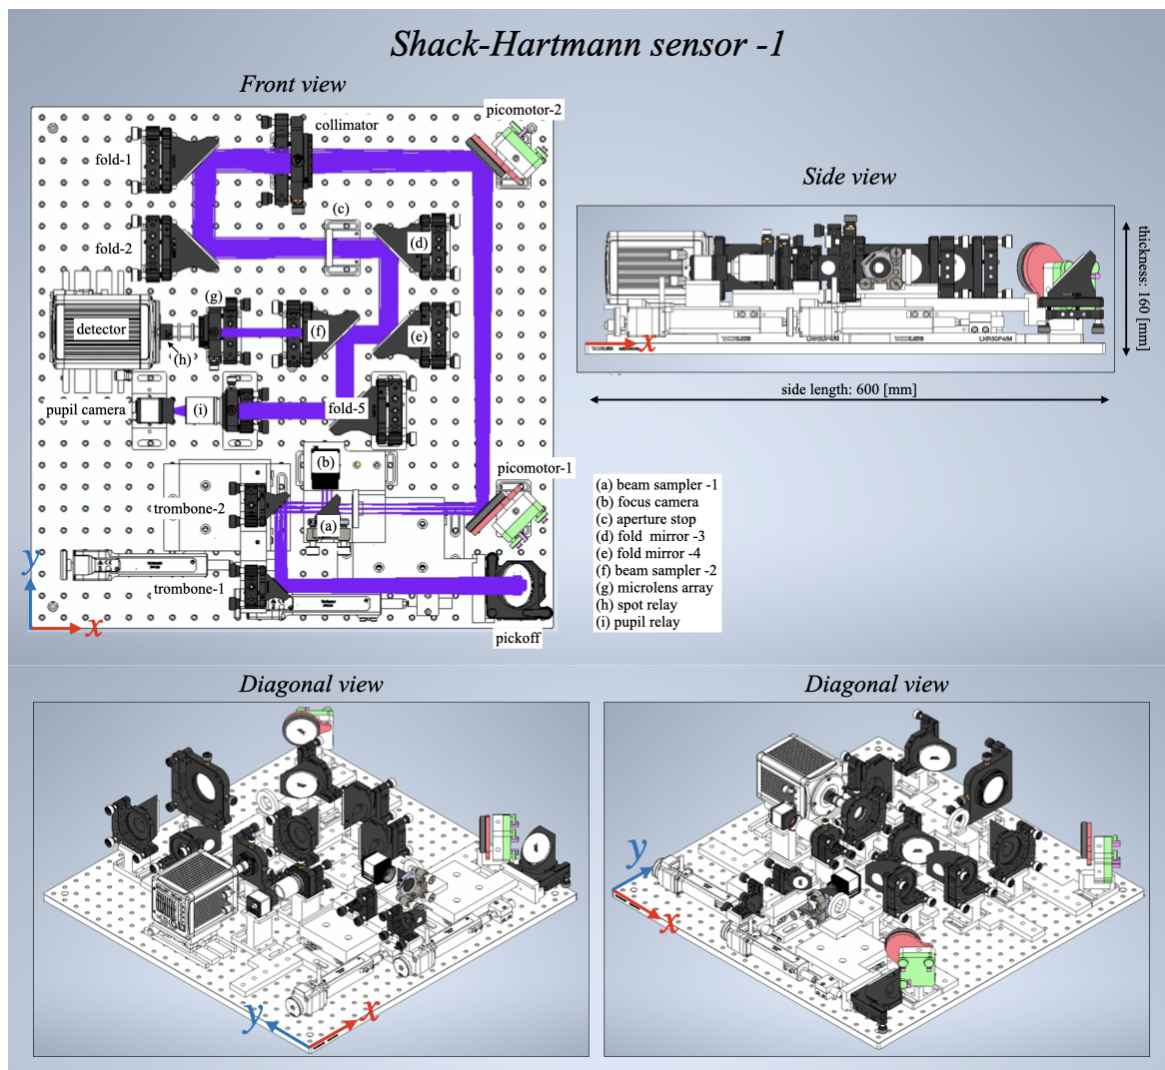 Shack-Hartmann sensor -1
Front view
picomotor-2
collimator
fold-1
(c)
fold-2
(d)
(g)
detector
(f)
(e)
(h)
pupil camera
(i)
fold-5
(b)
picomotor-1
trombone-2
(a)
y
trombone-1
x
pickoff
Side view
thickness: 160 [mm]
x
side length: 600 [mm]
(a) beam sampler -1
(b) focus camera
(c) aperture stop
(d) fold mirror -3
(e) fold mirror -4
(f) beam sampler -2
(g) microlens array
(h) spot relay
(i) pupil relay
Diagonal view
y
x
Diagonal view
y
x